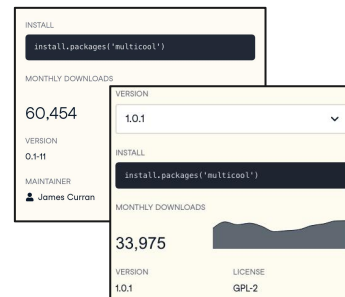 INSTALL
install.packages('multicool')
MONTHLY DOWNLOADS
60,454
VERSION
0.1-11
MAINTAINER
James Curran
VERSION
1.0.1
INSTALL
install.packages('multicool')
MONTHLY DOWNLOADS
33,975
VERSION LICENSE
1.0.1 GPL-2